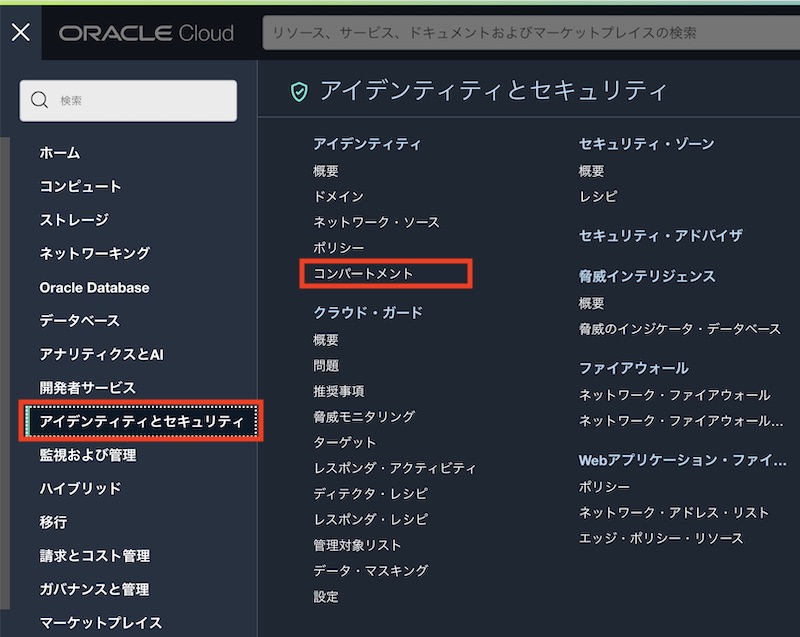 ORACLE Cloud
リソース、サービス、ドキュメントおよびマーケットプレイスの検索
検索
ホーム
コンピュート
ストレージ
ネットワーキング
Oracle Database
データベース
アナリティクスとAI
開発者サービス
アイデンティティとセキュリティ
監視および管理
ハイブリッド
移行
請求とコスト管理
ガバナンスと管理
マーケットプレイス
アイデンティティとセキュリティ
アイデンティティ
概要
ドメイン
ネットワーク・ソース
ポリシー
コンパートメント
クラウド・ガード
概要
問題
推奨事項
脅威モニタリング
ターゲット
レスポンダ・アクティビティ
ディテクタ・レシピ
レスポンダ・レシピ
管理対象リスト
データ・マスキング
設定
セキュリティ・ゾーン
概要
レシピ
セキュリティ・アドバイザ
脅威インテリジェンス
概要
脅威のインジケータ・データベース
ファイアウォール
ネットワーク・ファイアウォール
ネットワーク・ファイアウォール...
Webアプリケーション・ファイ...
ポリシー
ネットワーク・アドレス・リスト
エッジ・ポリシー・リソース